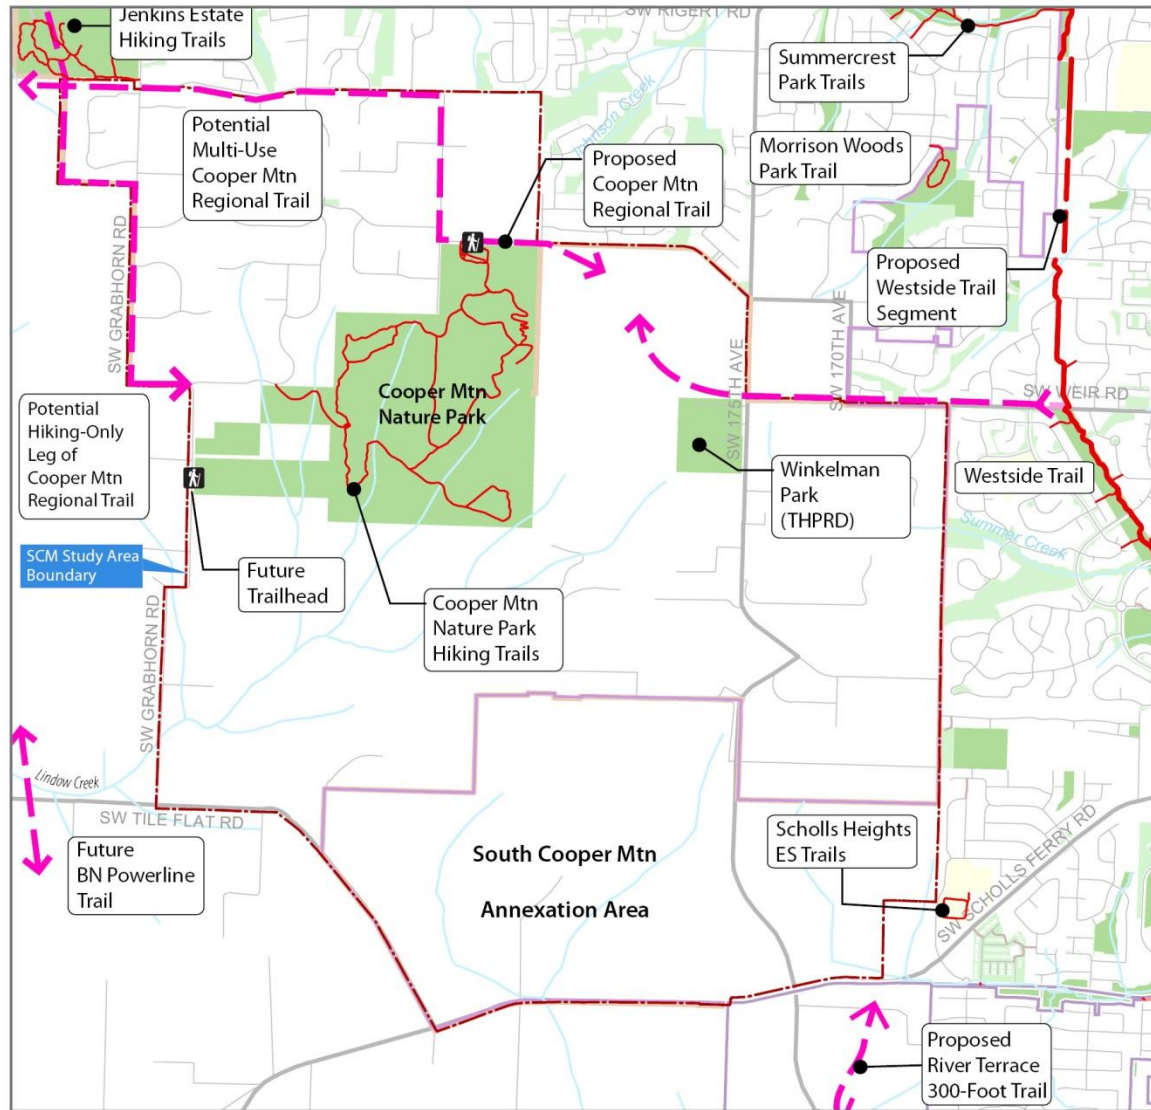 SW RIGERT RD
Jenkins Estate
Hiking Trails
Summercrest
Park Trails
Johnson Creek
Potential
Multi-Use
Cooper Mtn
Regional Trail
Proposed
Cooper Mtn
Regional Trail
Morrison Woods
Park Trail
SW GRABHORN RD
Proposed
Westside Trail
Segment
SW 175TH AVE
SW 170TH AVE
SW WEIR RD
Cooper Mtn
Nature Park
Potential
Hiking-Only
Leg of
Cooper Mtn
Regional Trail
Winkelman
Park
(THPRD)
Westside Trail
Summer Creek
SCM Study Area
Boundary
Future
Trailhead
Cooper Mtn
Nature Park
Hiking Trails
SW GRABHORN RD
Lindow Creek
SW TILE FLAT RD
Future
BN Powerline
Trail
South Cooper Mtn
Annexation Area
Scholls Heights
ES Trails
SW SCHOLLS FERRY RD
Proposed
River Terrace
300-Foot Trail